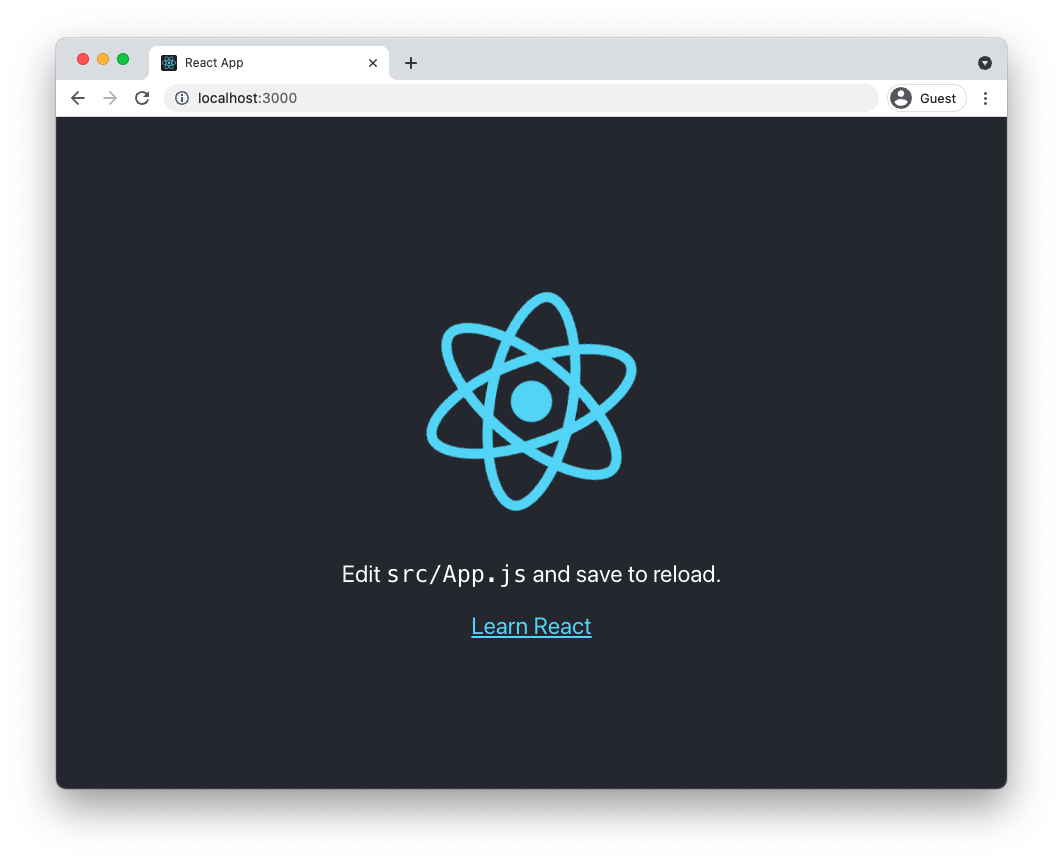 React App
localhost:3000
Guest
Edit src/App.js and save to reload.
Learn React